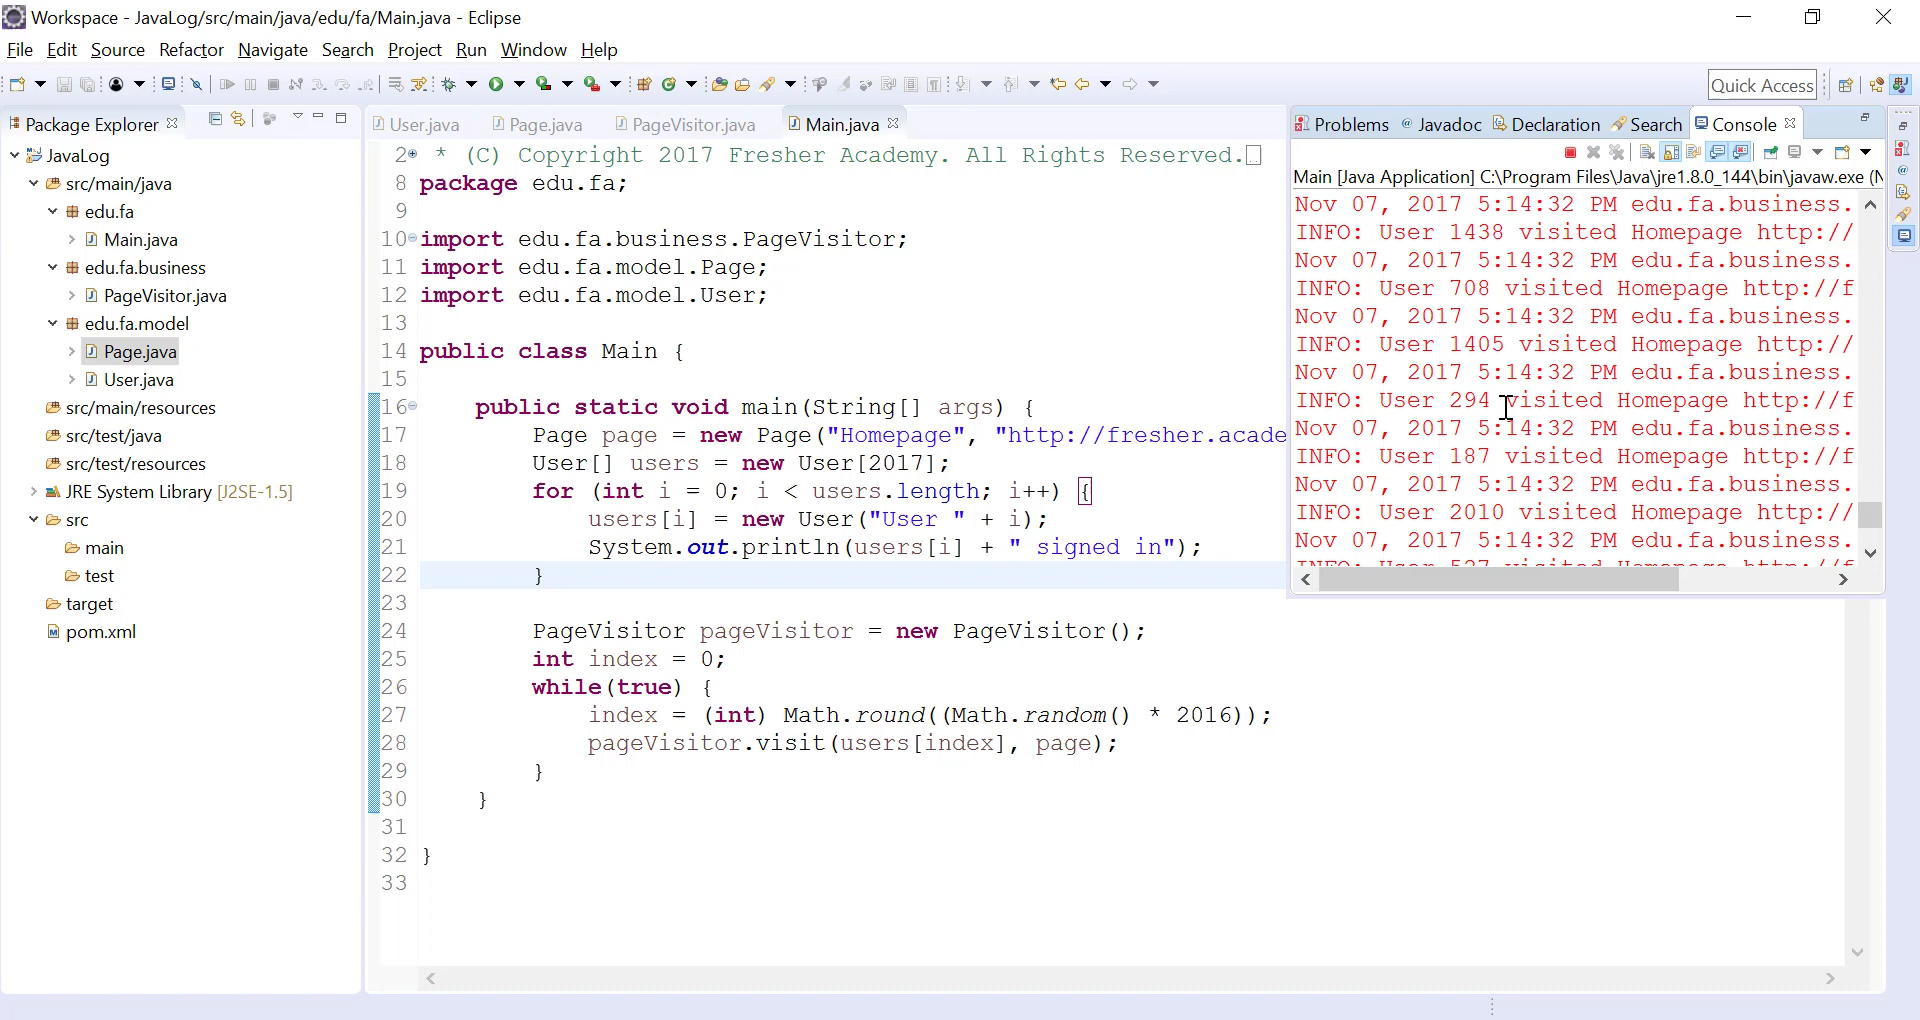 Workspace - JavaLog/src/main/java/edu/fa/Main.java - Eclipse
File Edit Source Refactor Navigate Search Project Run Window Help
Quick Access
Package Explorer
JavaLog
src/main/java
edu.fa
Main.java
edu.fa.business
PageVisitor.java
edu.fa.model
Page.java
User.java
src/main/resources
src/test/java
src/test/resources
JRE System Library [J2SE-1.5]
src
main
test
target
pom.xml
User.java Page.java PageVisitor.java Main.java
2 * (C) Copyright 2017 Fresher Academy. All Rights Reserved.
8 package edu.fa;
9
10 import edu.fa.business.PageVisitor;
11 import edu.fa.model.Page;
12 import edu.fa.model.User;
13
14 public class Main {
15
16 public static void main(String[] args) {
17 Page page = new Page("Homepage", "http://fresher.acade
18 User[] users = new User[2017];
19 for (int i = 0; i < users.length; i++) {
20 users[i] = new User("User " + i);
21 System.out.println(users[i] + " signed in");
22 }
23
24 PageVisitor pageVisitor = new PageVisitor();
25 int index = 0;
26 while(true) {
27 index = (int) Math.round((Math.random() * 2016));
28 pageVisitor.visit(users[index], page);
29 }
30 }
31
32 }
33
Problems Javadoc Declaration Search Console
Main [Java Application] C:\Program Files\Java\jre1.8.0_144\bin\javaw.exe (N
Nov 07, 2017 5:14:32 PM edu.fa.business.
INFO: User 1438 visited Homepage http://
Nov 07, 2017 5:14:32 PM edu.fa.business.
INFO: User 708 visited Homepage http://f
Nov 07, 2017 5:14:32 PM edu.fa.business.
INFO: User 1405 visited Homepage http://
Nov 07, 2017 5:14:32 PM edu.fa.business.
INFO: User 294 visited Homepage http://f
Nov 07, 2017 5:14:32 PM edu.fa.business.
INFO: User 187 visited Homepage http://f
Nov 07, 2017 5:14:32 PM edu.fa.business.
INFO: User 2010 visited Homepage http://
Nov 07, 2017 5:14:32 PM edu.fa.business.
INFO: User 527 visited Homepage http://f